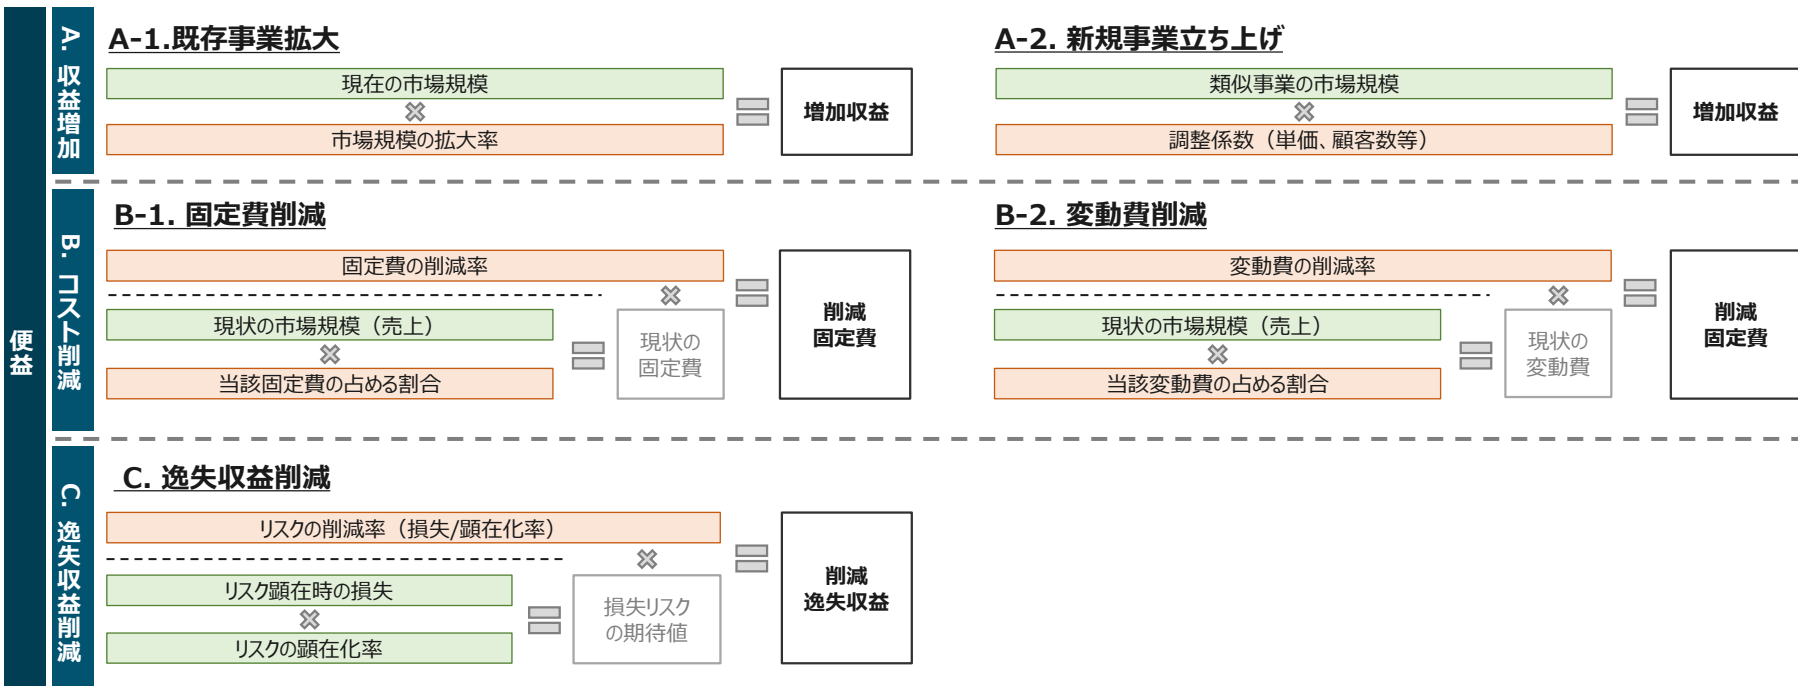 便益
A. 収益増加
A-1.既存事業拡大
現在の市場規模
×
市場規模の拡大率
=
増加収益
A-2. 新規事業立ち上げ
類似事業の市場規模
×
調整係数（単価、顧客数等）
=
増加収益
B. コスト削減
B-1. 固定費削減
固定費の削減率
×
現状の市場規模（売上）
×
当該固定費の占める割合
=
現状の
固定費
=
削減
固定費
B-2. 変動費削減
変動費の削減率
×
現状の市場規模（売上）
×
当該変動費の占める割合
=
現状の
変動費
=
削減
固定費
C. 逸失収益削減
C. 逸失収益削減
リスクの削減率（損失/顕在化率）
×
リスク顕在時の損失
×
リスクの顕在化率
=
損失リスク
の期待値
=
削減
逸失収益